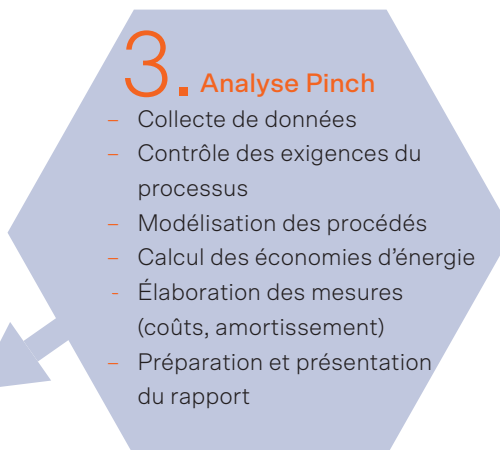 3. Analyse Pinch
– Collecte de données
– Contrôle des exigences du
processus
– Modélisation des procédés
– Calcul des économies d’énergie
- Élaboration des mesures
(coûts, amortissement)
– Préparation et présentation
du rapport